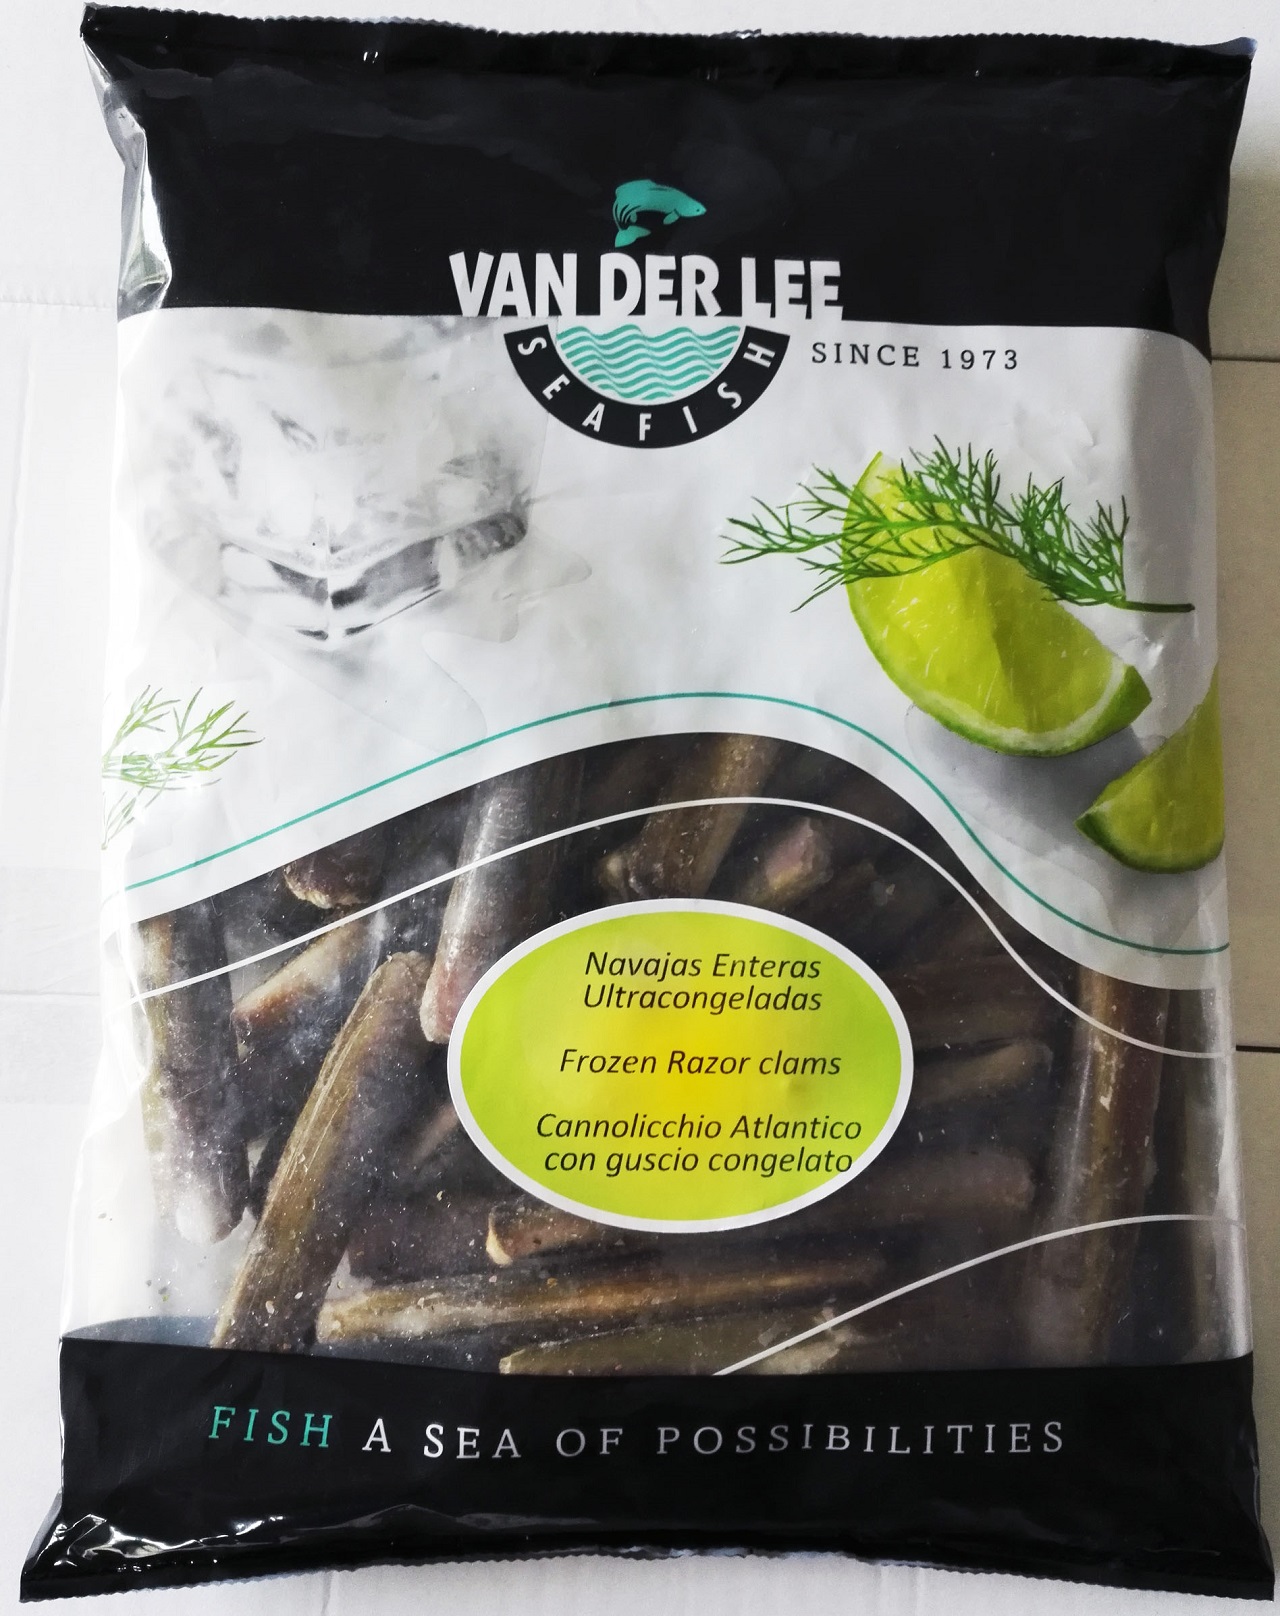 VAN DER LEE
SEAFISH
SINCE 1973
Navajas Enteras
Ultracongeladas
Frozen Razor clams
Cannolicchio Atlantico
con guscio congelato
FISH A SEA OF POSSIBILITIES